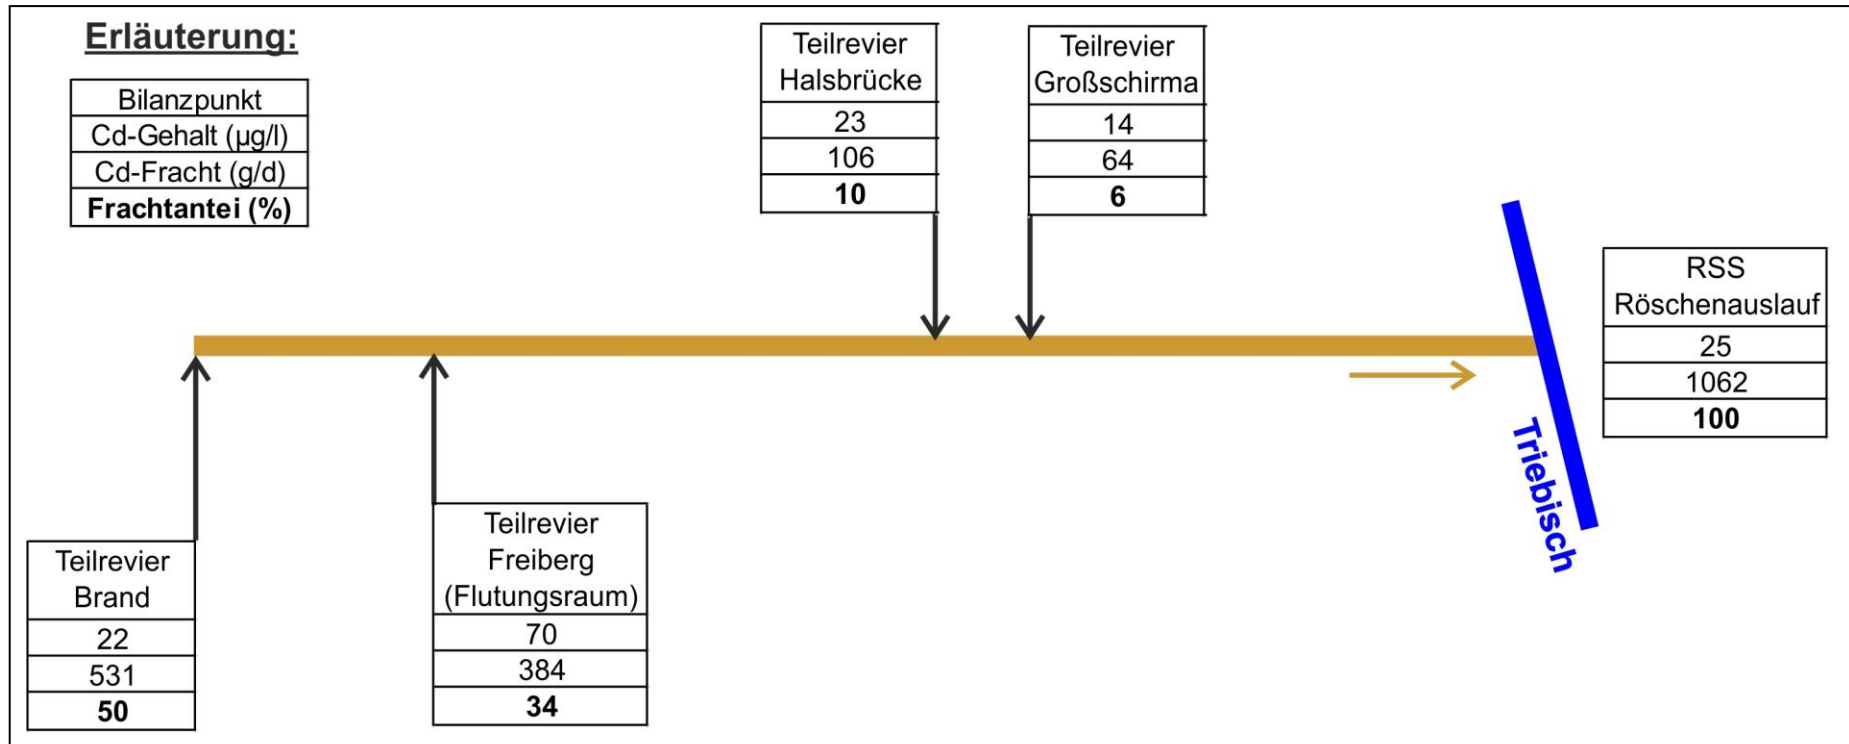 Erläuterung:
Bilanzpunkt
Cd-Gehalt (µg/l)
Cd-Fracht (g/d)
Frachtantei (%)
Teilrevier
Halsbrücke
23
106
10
Teilrevier
Großschirma
14
64
6
RSS
Röschenauslauf
25
1062
100
Triebisch
Teilrevier
Brand
22
531
50
Teilrevier
Freiberg
(Flutungsraum)
70
384
34